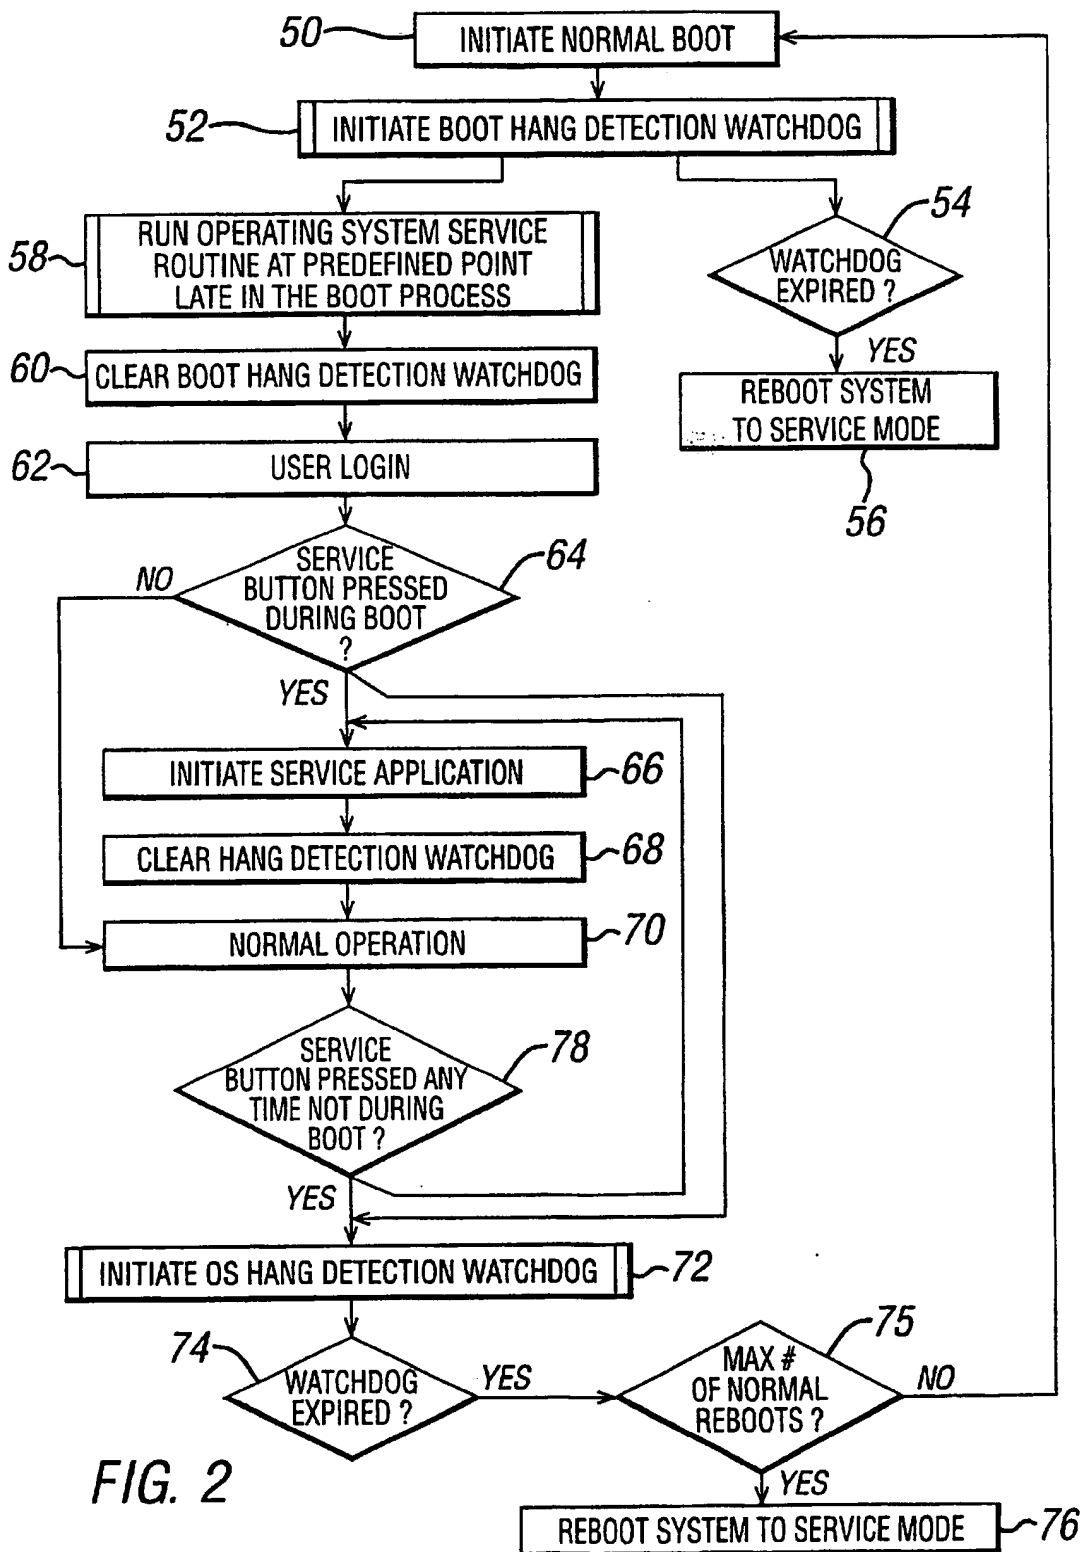 50
INITIATE NORMAL BOOT
52
INITIATE BOOT HANG DETECTION WATCHDOG
58
RUN OPERATING SYSTEM SERVICE
ROUTINE AT PREDEFINED POINT
LATE IN THE BOOT PROCESS
54
WATCHDOG
EXPIRED ?
YES
60
CLEAR BOOT HANG DETECTION WATCHDOG
REBOOT SYSTEM
TO SERVICE MODE
56
62
USER LOGIN
64
SERVICE
BUTTON PRESSED
DURING BOOT
?
NO
YES
INITIATE SERVICE APPLICATION
66
CLEAR HANG DETECTION WATCHDOG
68
NORMAL OPERATION
70
78
SERVICE
BUTTON PRESSED ANY
TIME NOT DURING
BOOT ?
YES
INITIATE OS HANG DETECTION WATCHDOG
72
74
WATCHDOG
EXPIRED ?
YES
75
MAX #
OF NORMAL
REBOOTS ?
NO
YES
REBOOT SYSTEM TO SERVICE MODE
76
FIG. 2